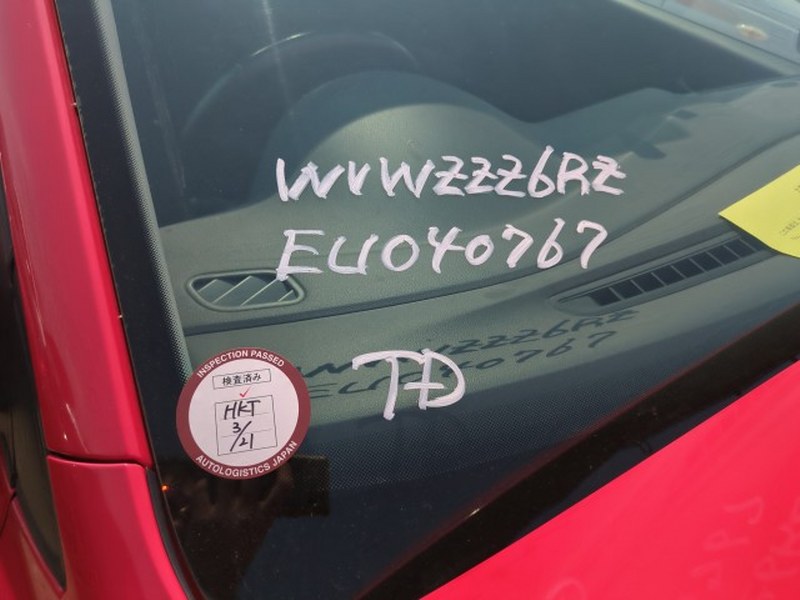 WVWZZZ6RZ
EU040767
TD
INSPECTION PASSED
検査済み
HKT
3/21
AUTOLOGISTICS JAPAN